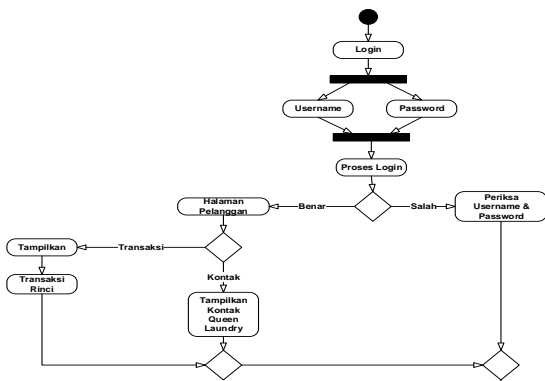 Login
Username
Password
Proses Login
Halaman
Pelanggan
Benar
Salah
Periksa
Username &
Password
Tampilkan
Transaksi
Kontak
Transaksi
Rinci
Tampilkan
Kontak
Queen
Laundry